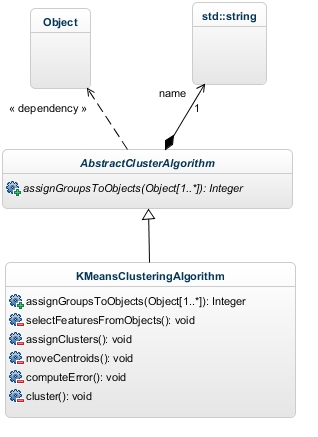 Object
std::string
name
« dependency »
1
AbstractClusterAlgorithm
assignGroupsToObjects(Object[1..*]): Integer
KMeansClusteringAlgorithm
assignGroupsToObjects(Object[1..*]): Integer
selectFeaturesFromObjects(): void
assignClusters(): void
moveCentroids(): void
computeError(): void
cluster(): void